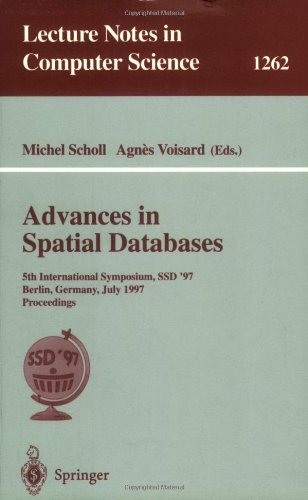 Lecture Notes in
Computer Science 1262
Michel Scholl Agnès Voisard (Eds.)
Advances in
Spatial Databases
5th International Symposium, SSD '97
Berlin, Germany, July 1997
Proceedings
SSD '97
Springer